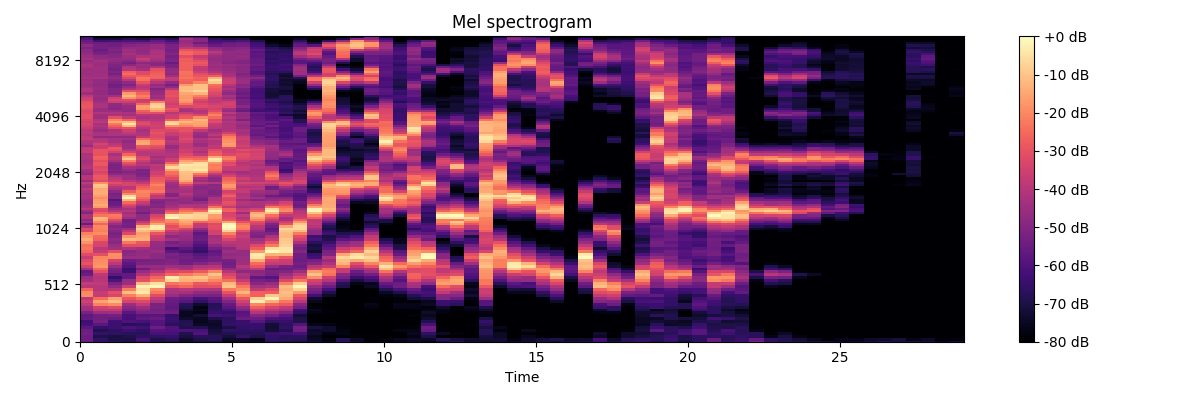 Mel spectrogram
8192
4096
2048
1024
512
0
Hz
0 5 10 15 20 25
Time
+0 dB
-10 dB
-20 dB
-30 dB
-40 dB
-50 dB
-60 dB
-70 dB
-80 dB